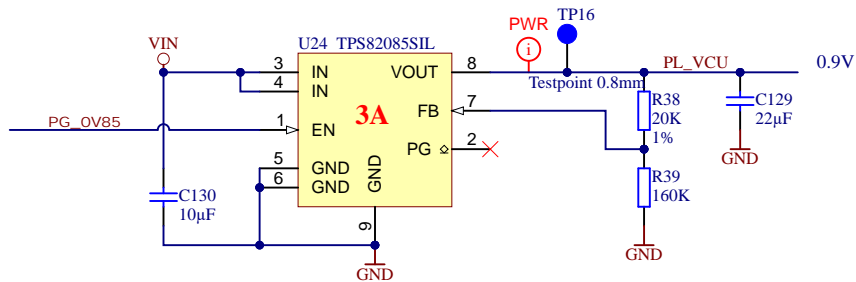 TP16
PWR
i
VIN
U24 TPS82085SIL
3 IN VOUT 8 PL_VCU 0.9V
4 IN
Testpoint 0.8mm
PG_0V85 1 EN
3A
FB 7
R38
20K
1%
C129
22µF
GND
PG 2
5 GND
6 GND
GND
9
C130
10µF
R39
160K
GND
GND